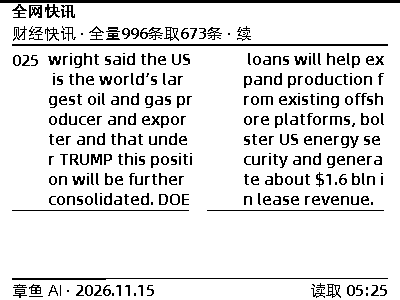 全网快讯
财经快讯 · 全量996条取673条 · 续
025 wright said the US
is the world's lar
gest oil and gas pr
oducer and expor
ter and that unde
r TRUMP this positi
on will be further
consolidated. DOE
loans will help ex
pand production f
rom existing offsh
ore platforms, bol
ster US energy se
curity and genera
te about $1.6 bln i
n lease revenue.
章鱼 AI · 2026.11.15
读取 05:25